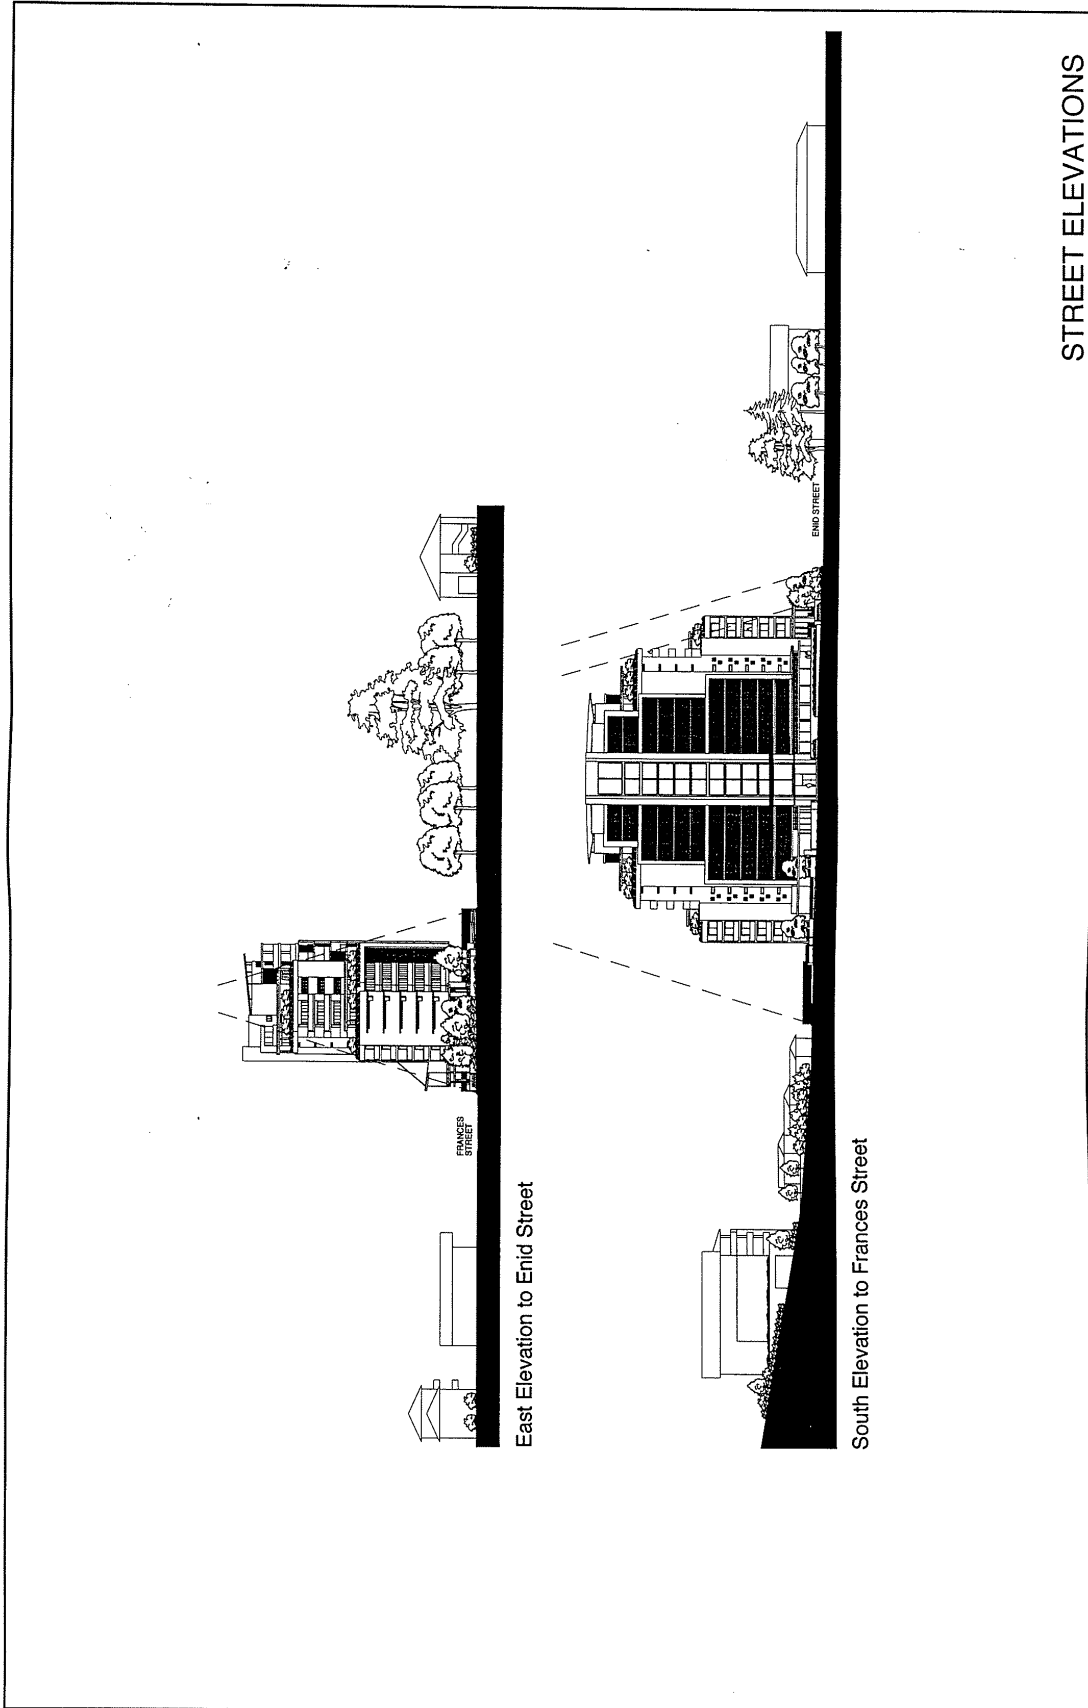 FRANCES
STREET
East Elevation to Enid Street
ENID STREET
South Elevation to Frances Street
STREET ELEVATIONS